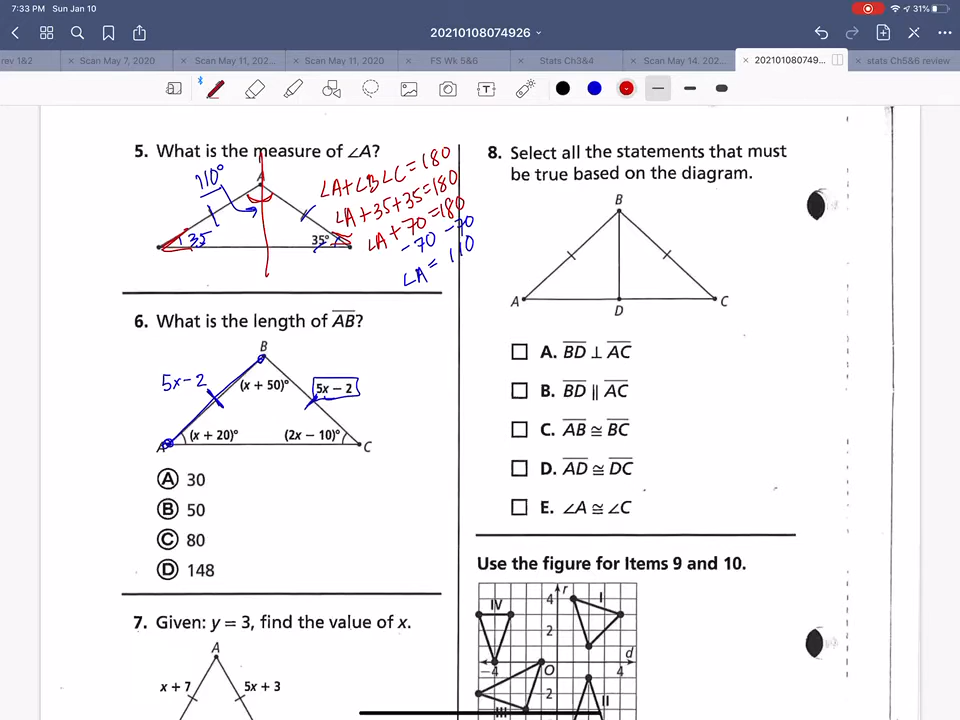 7:33 PM Sun Jan 10
31%
20210108074926
rev 1&2
Scan May 7, 2020
Scan May 11, 202...
Scan May 11, 2020
FS Wk 5&6
Stats Ch3&4
Scan May 14, 202...
202101080749...
stats Ch5&6 review
5. What is the measure of ∠A?
110°
A
35
35°
∠A+∠B∠C=180
∠A+35+35=180
∠A+70=180
-70 -70
∠A = 110
6. What is the length of AB?
B
5x-2
(x + 50)°
5x − 2
A
(x + 20)°
(2x − 10)°
C
A 30
B 50
C 80
D 148
7. Given: y = 3, find the value of x.
A
x + 7
5x + 3
8. Select all the statements that must
be true based on the diagram.
B
A
D
C
A. BD ⊥ AC
B. BD ∥ AC
C. AB ≅ BC
D. AD ≅ DC
E. ∠A ≅ ∠C
Use the figure for Items 9 and 10.
r
4
IV
I
2
d
−4
O
4
2
II
III